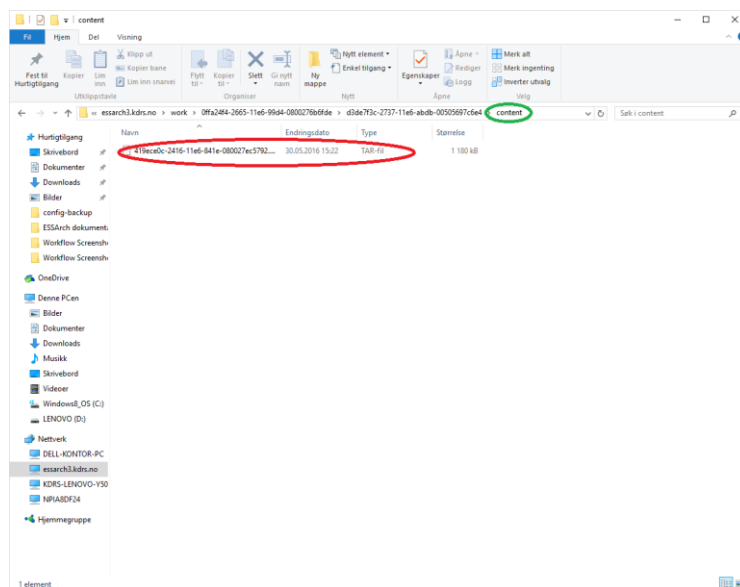 content
Fil Hjem Del Visning
Fest til Hurtigtilgang
Kopier
Lim inn
Klipp ut
Kopier bane
Lim inn snarvei
Utklippstavle
Flytt til
Kopier til
Slett
Gi nytt navn
Organiser
Ny mappe
Nytt element
Enkel tilgang
Nytt
Egenskaper
Åpne
Rediger
Logg
Åpne
Merk alt
Merk ingenting
Inverter utvalg
Velg
« essarch3.kdrs.no > work > 0ffa24f4-2665-11e6-99d4-0800276b6fde > d3de7f3c-2737-11e6-abdb-00505697c6e4 > content
Søk i content
Navn Endringsdato Type Størrelse
419ece0c-2416-11e6-841e-080027ec5792.... 30.05.2016 15:22 TAR-fil 1 180 kB
Hurtigtilgang
Skrivebord
Dokumenter
Downloads
Bilder
config-backup
ESSArch dokument
Workflow Screensh
Workflow Screensh
OneDrive
Denne PCen
Bilder
Dokumenter
Downloads
Musikk
Skrivebord
Videoer
Windows8_OS (C:)
LENOVO (D:)
Nettverk
DELL-KONTOR-PC
essarch3.kdrs.no
KDRS-LENOVO-Y50
NPIA8DF24
Hjemmegruppe
1 element